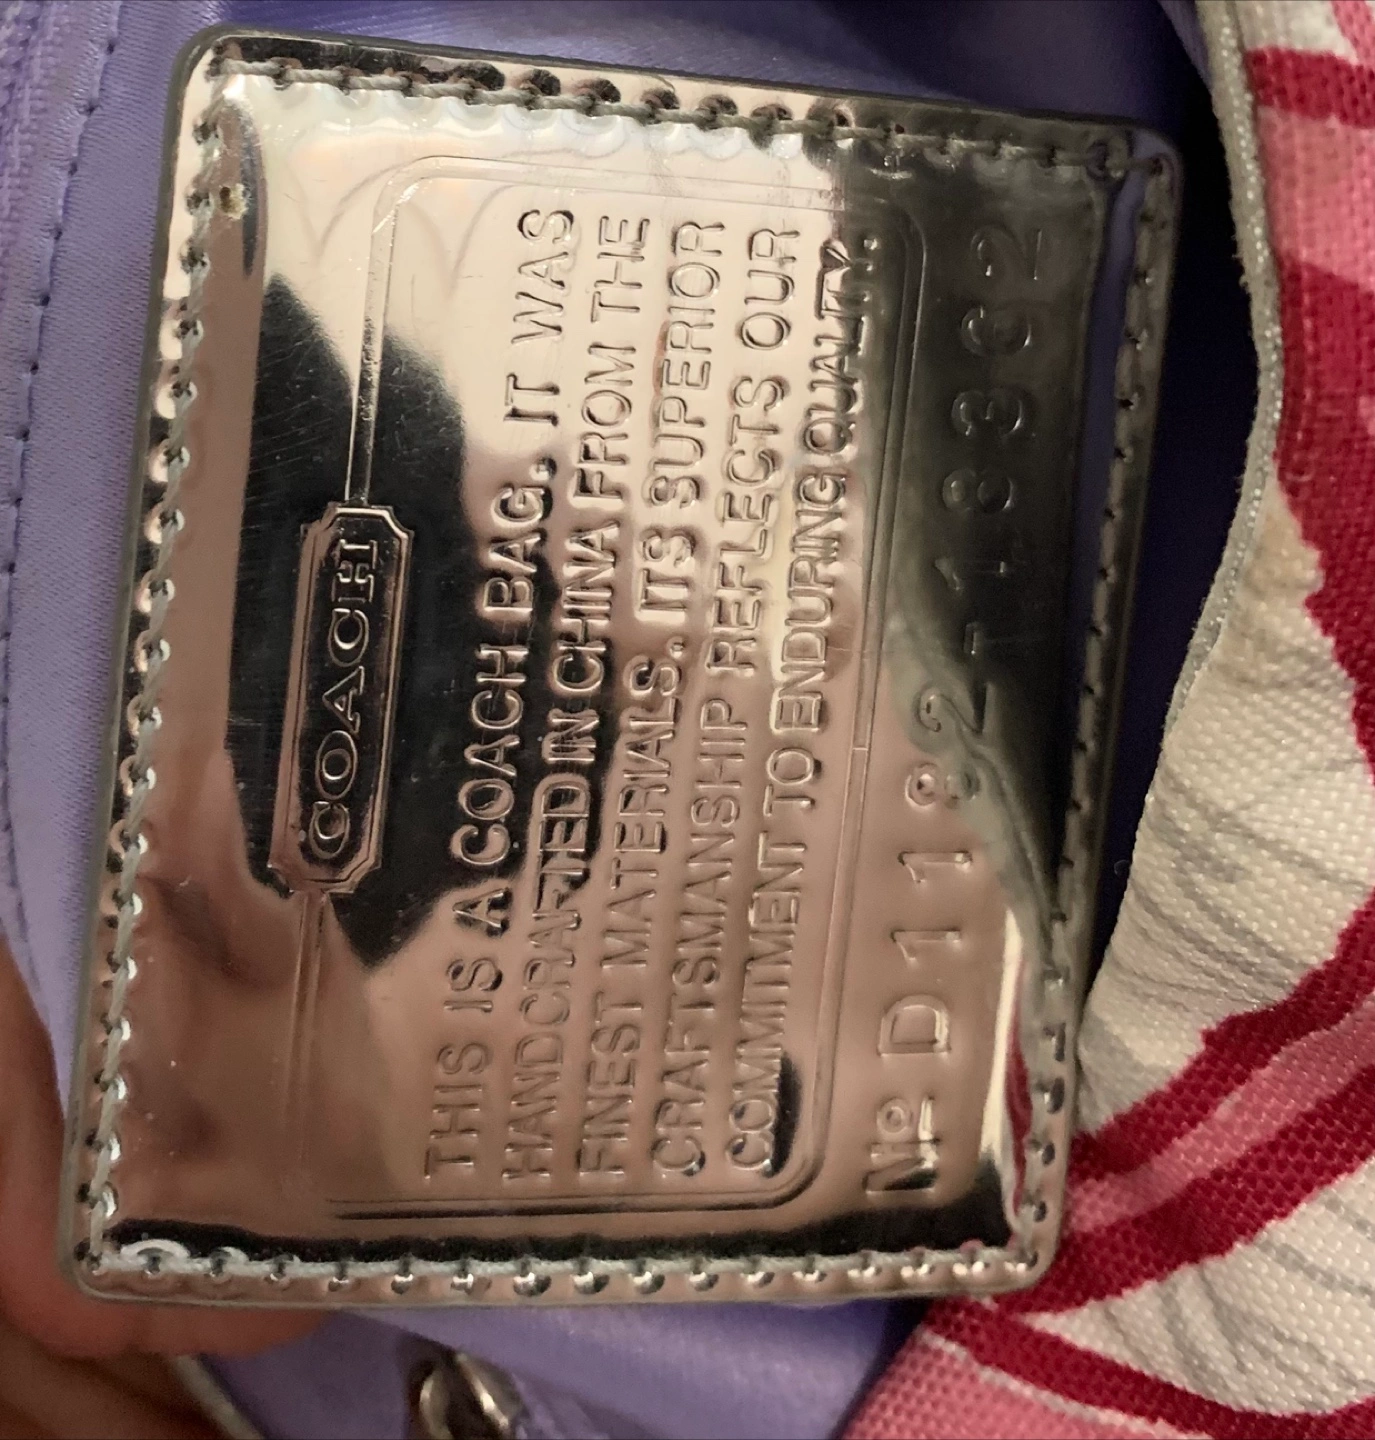 COACH
THIS IS A COACH BAG. IT WAS
HANDCRAFTED IN CHINA FROM THE
FINEST MATERIALS. ITS SUPERIOR
CRAFTSMANSHIP REFLECTS OUR
COMMITMENT TO ENDURING QUALITY.
Nº D1182-18362